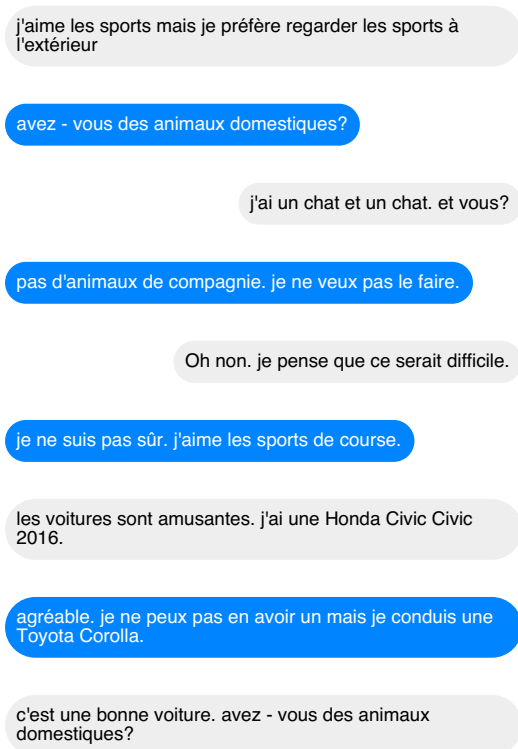 j'aime les sports mais je préfère regarder les sports à
l'extérieur
avez - vous des animaux domestiques?
j'ai un chat et un chat. et vous?
pas d'animaux de compagnie. je ne veux pas le faire.
Oh non. je pense que ce serait difficile.
je ne suis pas sûr. j'aime les sports de course.
les voitures sont amusantes. j'ai une Honda Civic Civic
2016.
agréable. je ne peux pas en avoir un mais je conduis une
Toyota Corolla.
c'est une bonne voiture. avez - vous des animaux
domestiques?